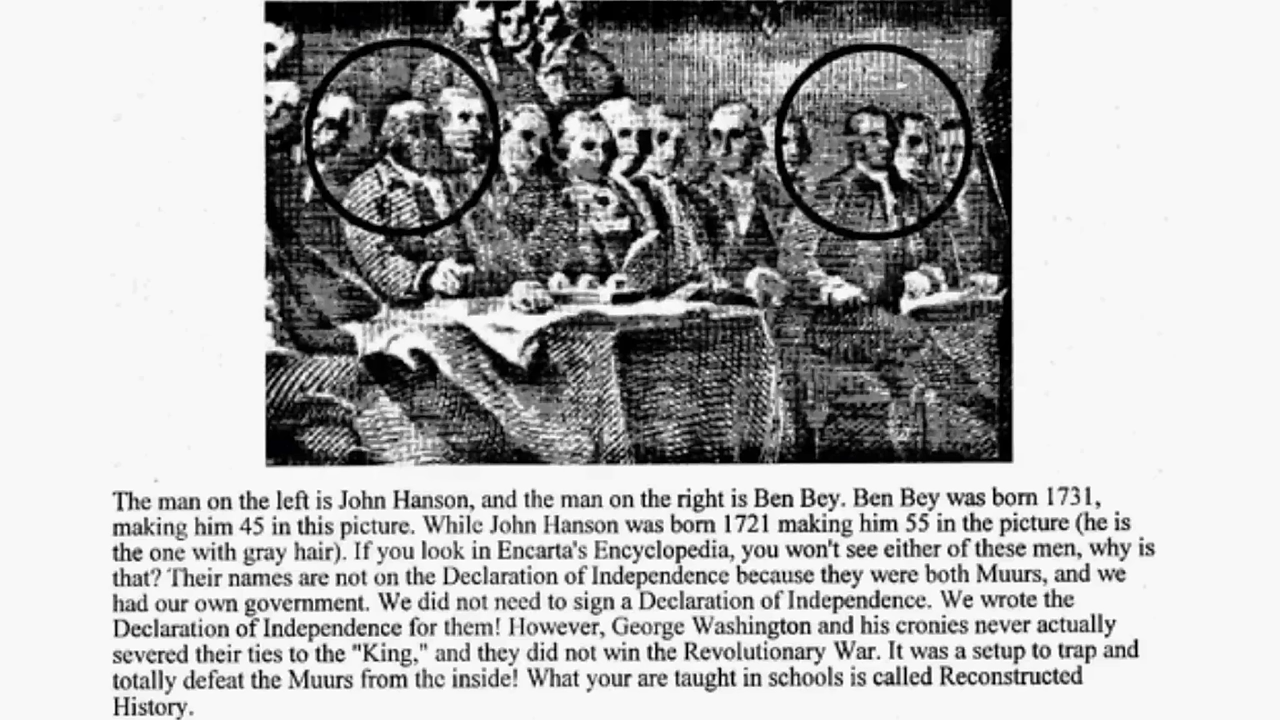 The man on the left is John Hanson, and the man on the right is Ben Bey. Ben Bey was born 1731,
making him 45 in this picture. While John Hanson was born 1721 making him 55 in the picture (he is
the one with gray hair). If you look in Encarta's Encyclopedia, you won't see either of these men, why is
that? Their names are not on the Declaration of Independence because they were both Muurs, and we
had our own government. We did not need to sign a Declaration of Independence. We wrote the
Declaration of Independence for them! However, George Washington and his cronies never actually
severed their ties to the "King," and they did not win the Revolutionary War. It was a setup to trap and
totally defeat the Muurs from the inside! What your are taught in schools is called Reconstructed
History.